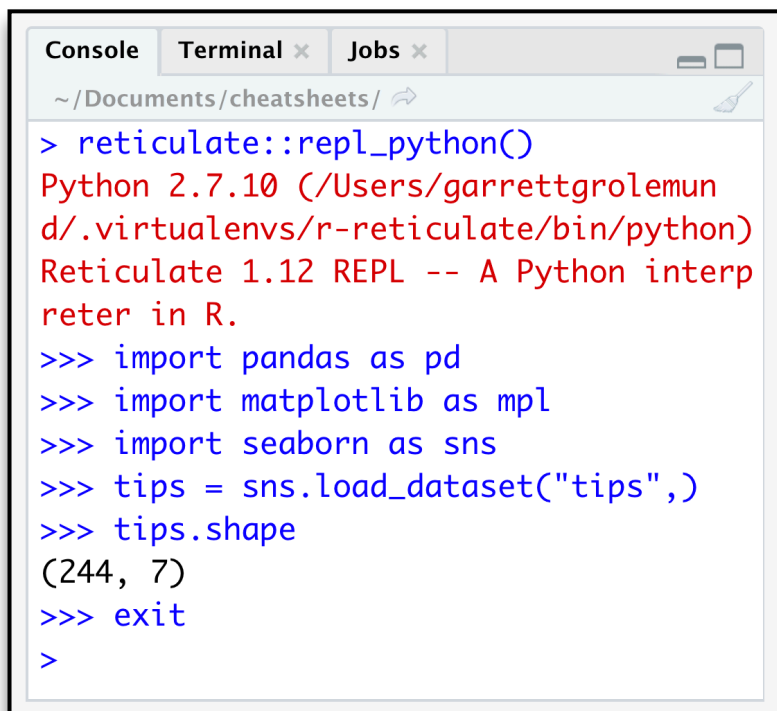 Console Terminal × Jobs ×
~/Documents/cheatsheets/
> reticulate::repl_python()
Python 2.7.10 (/Users/garrettgrolemun
d/.virtualenvs/r-reticulate/bin/python)
Reticulate 1.12 REPL -- A Python interp
reter in R.
>>> import pandas as pd
>>> import matplotlib as mpl
>>> import seaborn as sns
>>> tips = sns.load_dataset("tips",)
>>> tips.shape
(244, 7)
>>> exit
>